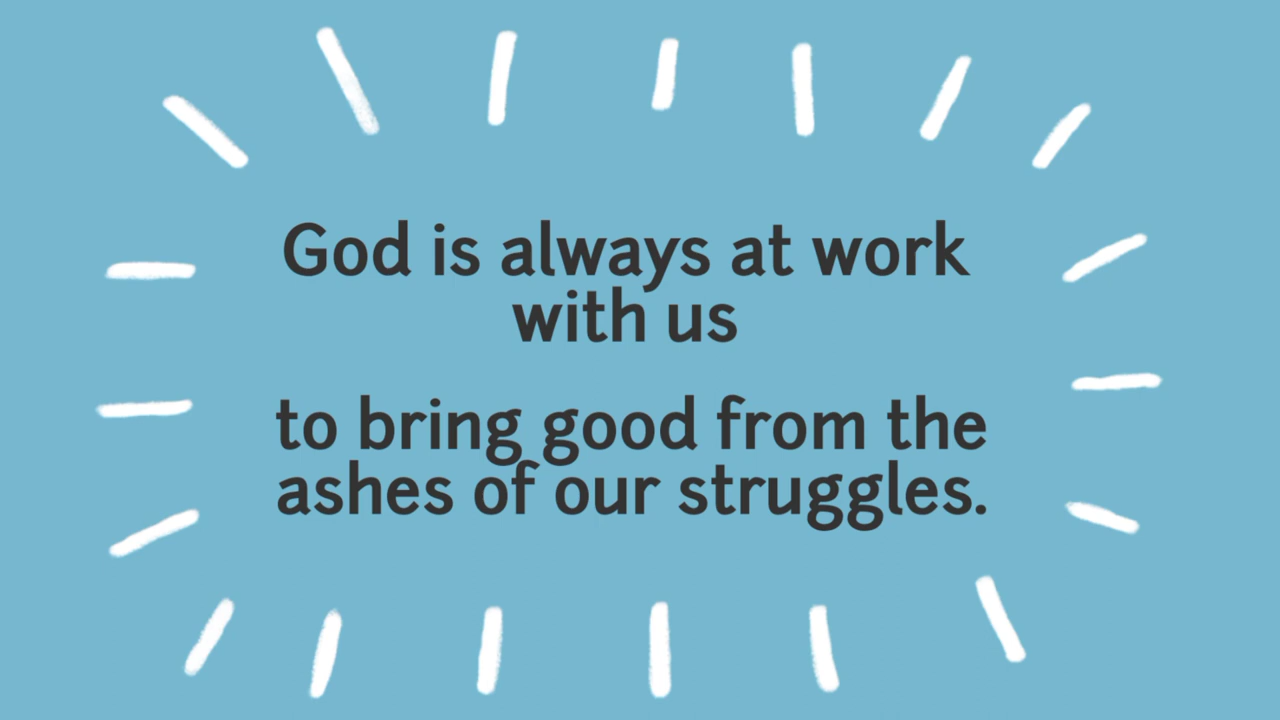 God is always at work
with us
to bring good from the
ashes of our struggles.